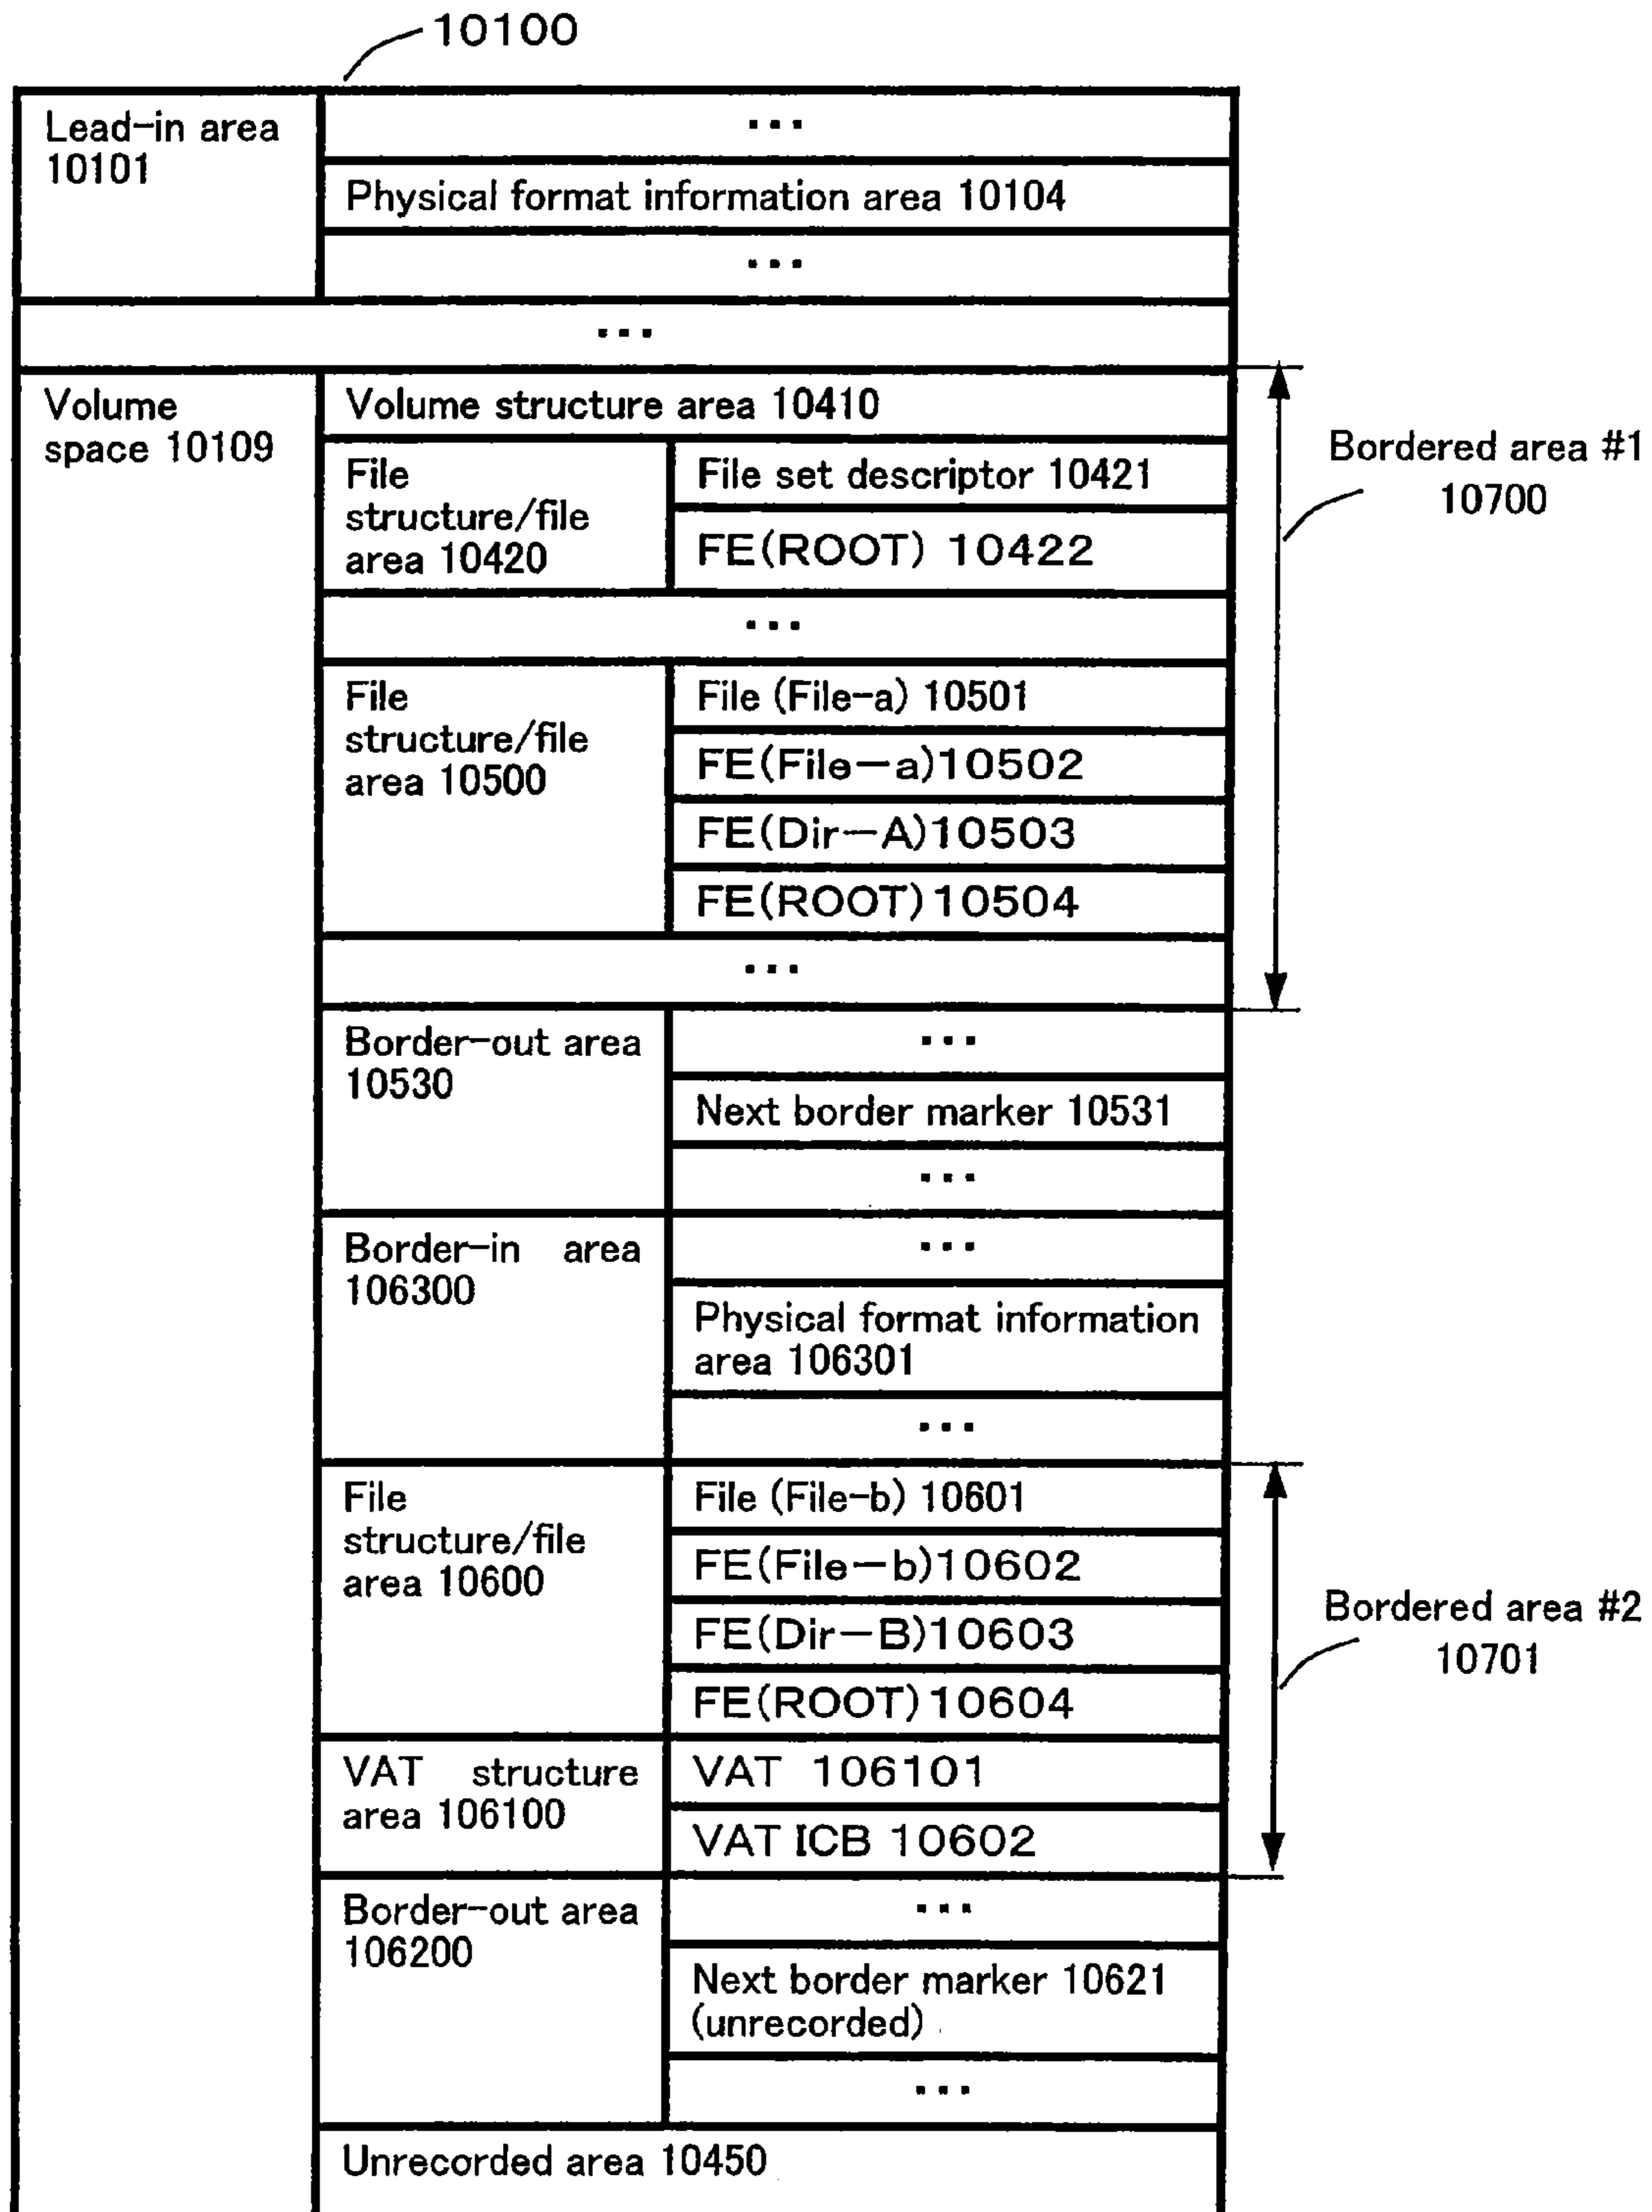 10100
Lead-in area
10101
...
Physical format information area 10104
...
...
Volume
space 10109
Volume structure area 10410
File
structure/file
area 10420
File set descriptor 10421
FE(ROOT) 10422
...
Bordered area #1
10700
File
structure/file
area 10500
File (File-a) 10501
FE(File-a)10502
FE(Dir-A)10503
FE(ROOT)10504
...
Border-out area
10530
...
Next border marker 10531
...
Border-in area
106300
...
Physical format information
area 106301
...
File
structure/file
area 10600
File (File-b) 10601
FE(File-b)10602
FE(Dir-B)10603
FE(ROOT)10604
Bordered area #2
10701
VAT structure
area 106100
VAT 106101
VAT ICB 10602
Border-out area
106200
...
Next border marker 10621
(unrecorded)
...
Unrecorded area 10450